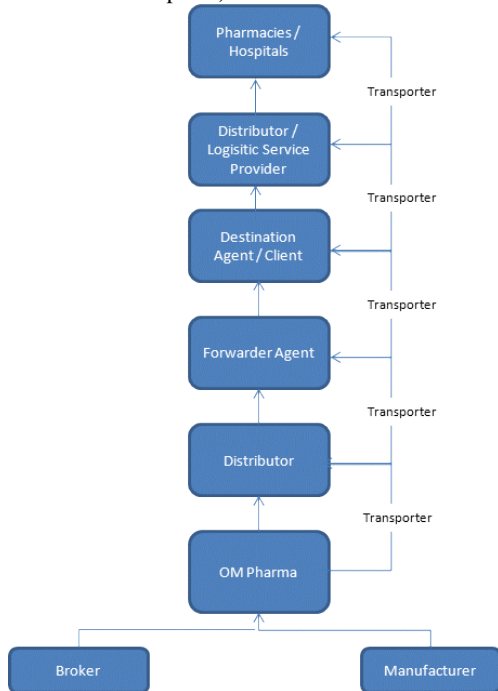 Pharmacies /
Hospitals
Transporter
Distributor /
Logisitic Service
Provider
Transporter
Destination
Agent / Client
Transporter
Forwarder Agent
Transporter
Distributor
Transporter
OM Pharma
Broker
Manufacturer